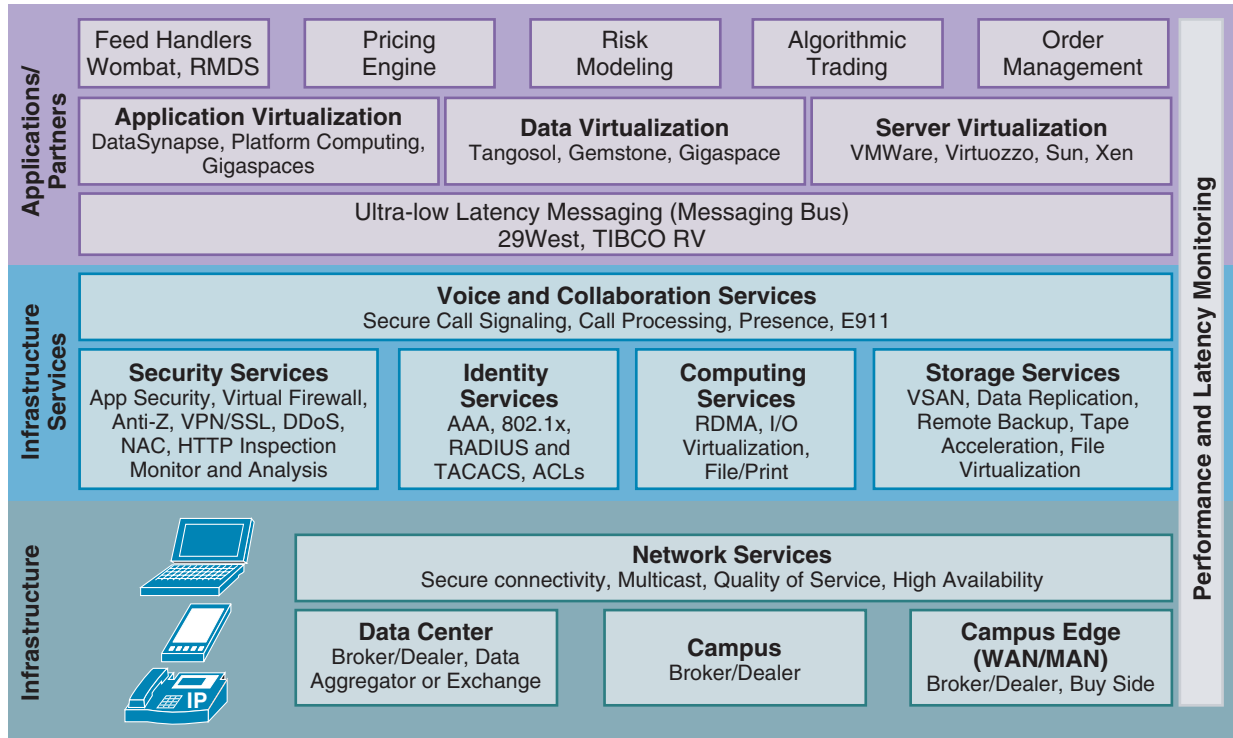 Applications/
Partners
Feed Handlers
Wombat, RMDS
Pricing
Engine
Risk
Modeling
Algorithmic
Trading
Order
Management
Application Virtualization
DataSynapse, Platform Computing,
Gigaspaces
Data Virtualization
Tangosol, Gemstone, Gigaspace
Server Virtualization
VMWare, Virtuozzo, Sun, Xen
Ultra-low Latency Messaging (Messaging Bus)
29West, TIBCO RV
Infrastructure
Services
Voice and Collaboration Services
Secure Call Signaling, Call Processing, Presence, E911
Security Services
App Security, Virtual Firewall,
Anti-Z, VPN/SSL, DDoS,
NAC, HTTP Inspection
Monitor and Analysis
Identity
Services
AAA, 802.1x,
RADIUS and
TACACS, ACLs
Computing
Services
RDMA, I/O
Virtualization,
File/Print
Storage Services
VSAN, Data Replication,
Remote Backup, Tape
Acceleration, File
Virtualization
Infrastructure
IP
Network Services
Secure connectivity, Multicast, Quality of Service, High Availability
Data Center
Broker/Dealer, Data
Aggregator or Exchange
Campus
Broker/Dealer
Campus Edge
(WAN/MAN)
Broker/Dealer, Buy Side
Performance and Latency Monitoring